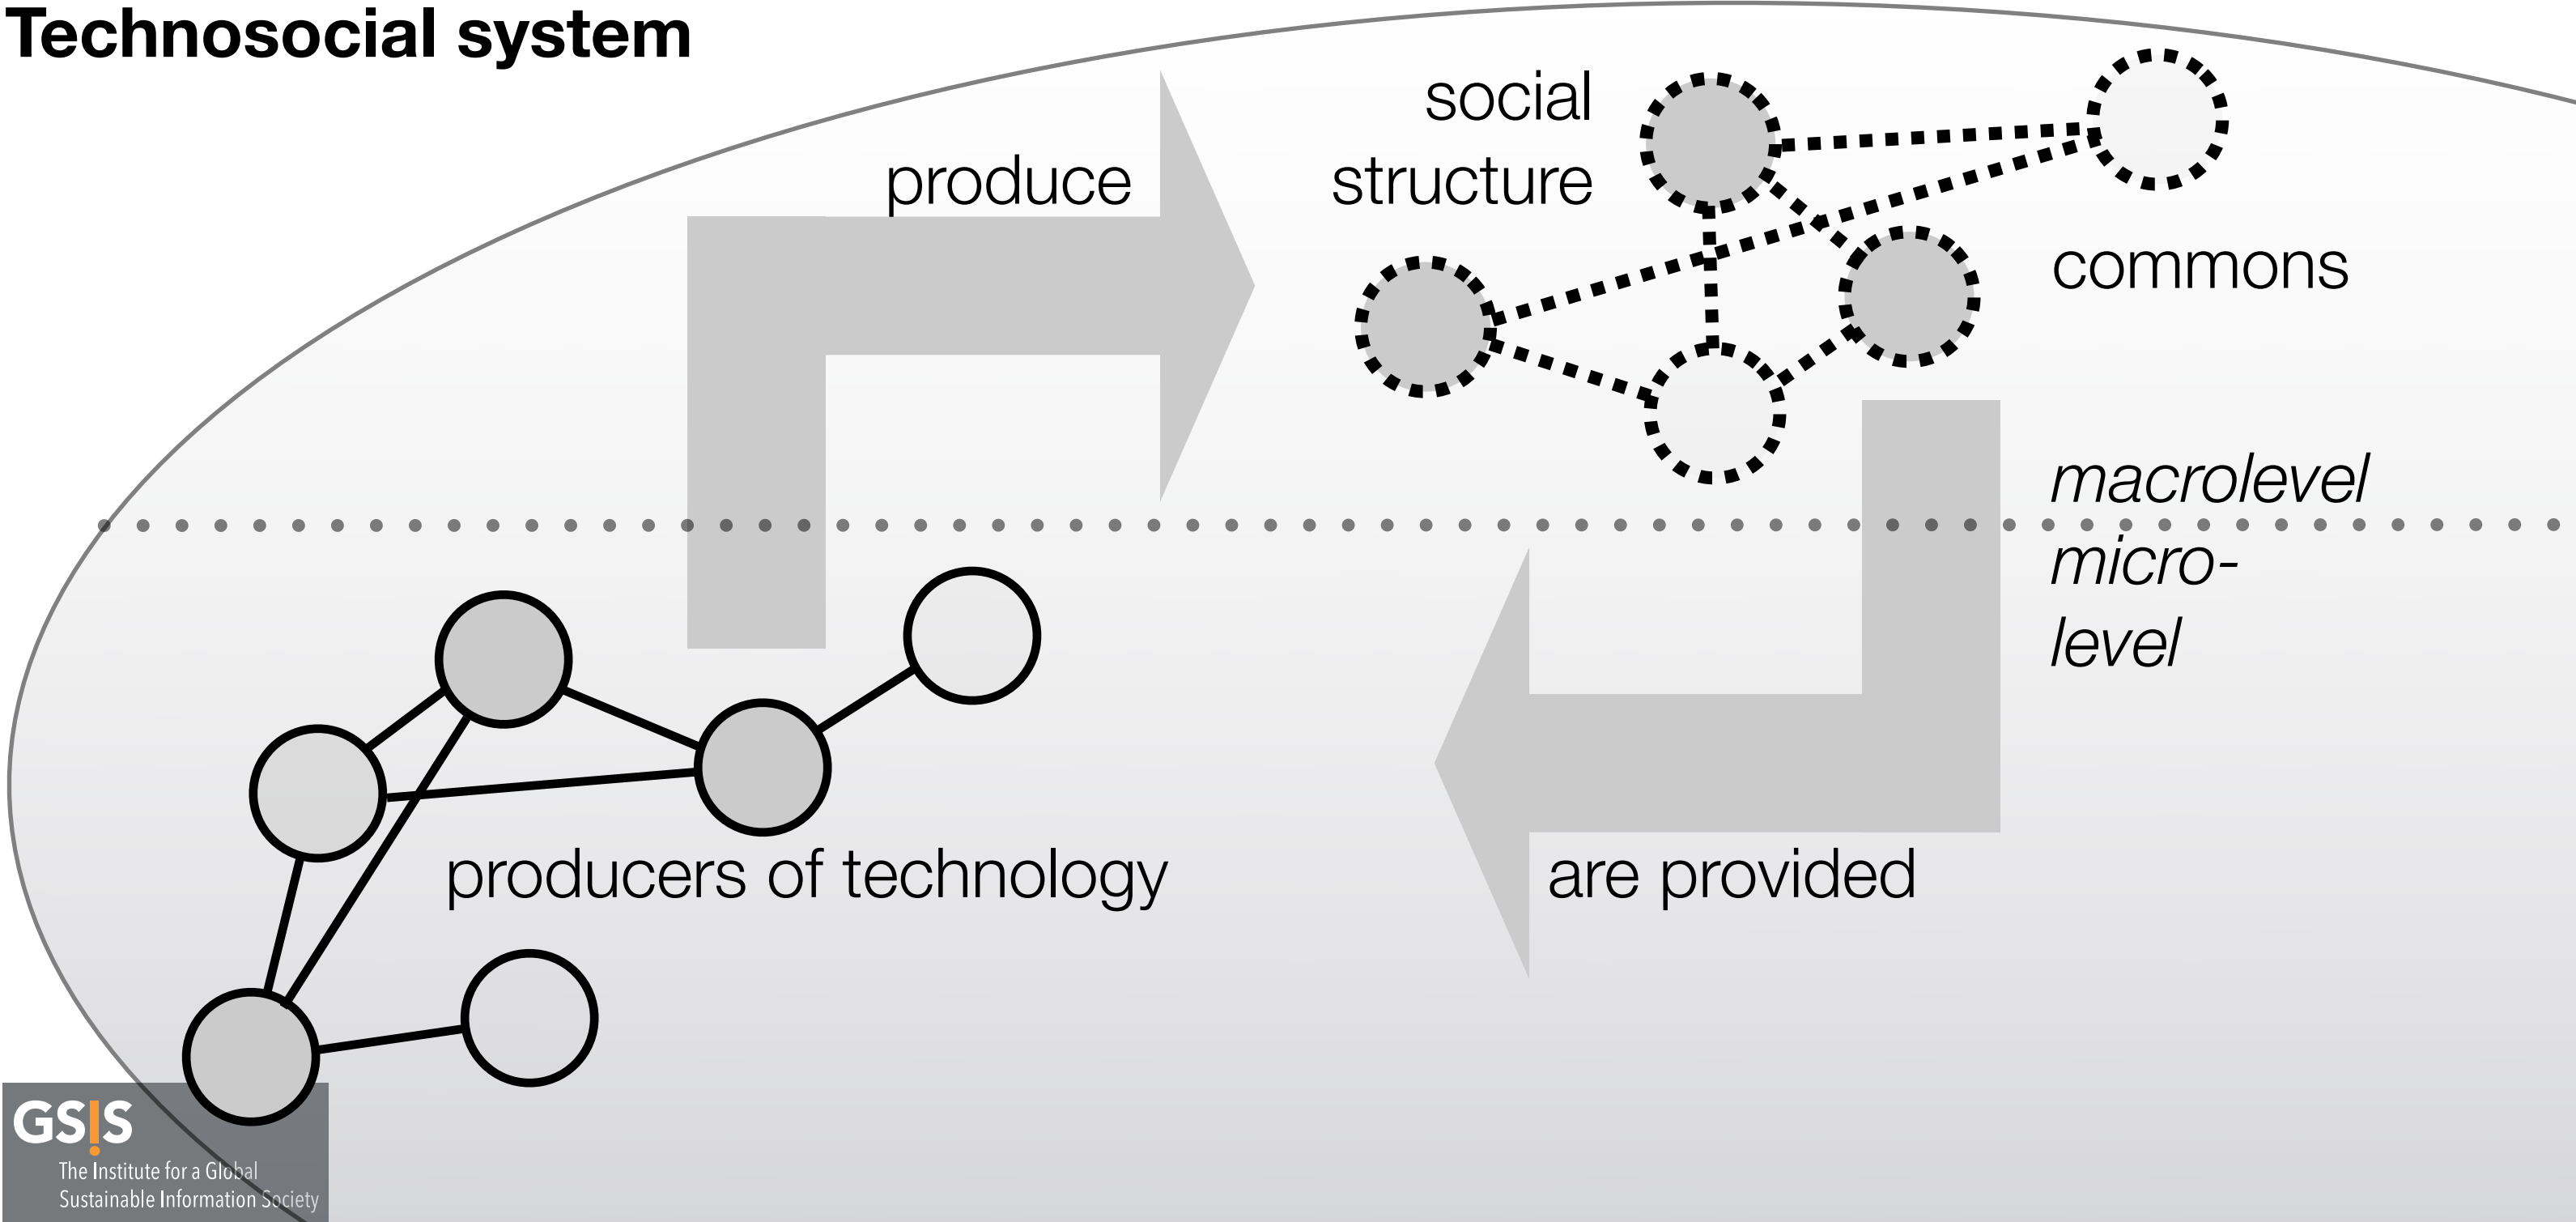 Technosocial system
produce
social
structure
commons
macrolevel
micro-
level
producers of technology
are provided
GSIS
The Institute for a Global
Sustainable Information Society